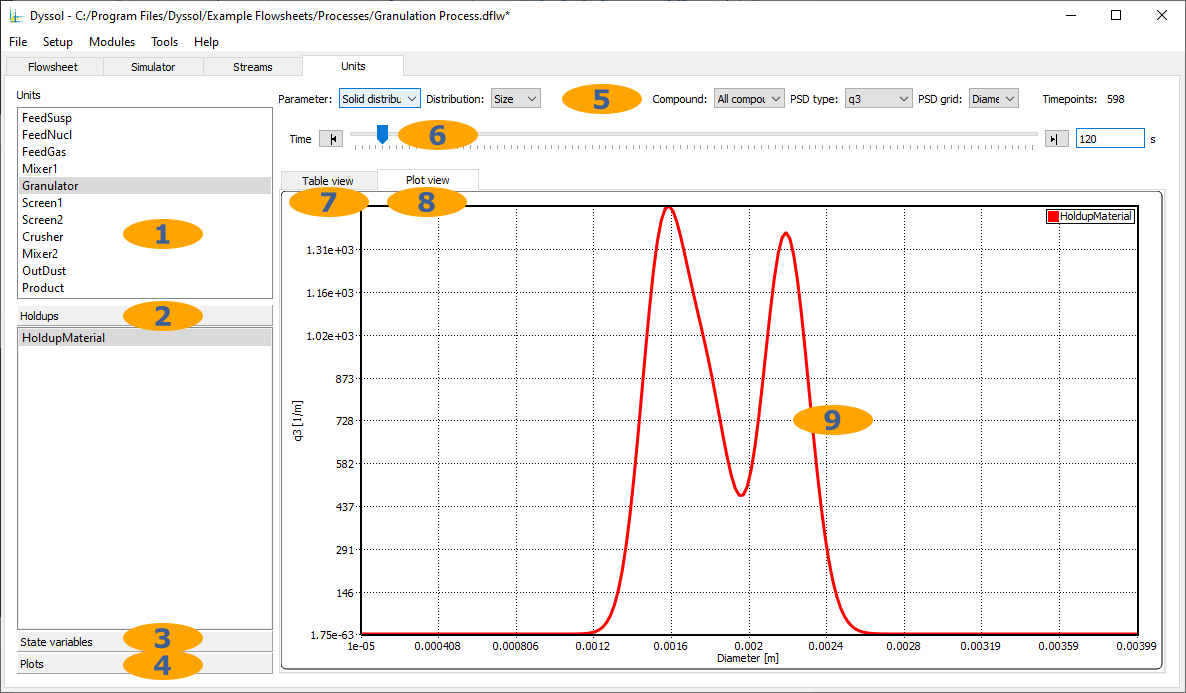 Dyssol - C:/Program Files/Dyssol/Example Flowsheets/Processes/Granulation Process.dflw*
File Setup Modules Tools Help
Flowsheet Simulator Streams Units
Units
FeedSusp
FeedNucl
FeedGas
Mixer1
Granulator
Screen1
Screen2
Crusher
Mixer2
OutDust
Product
1
Holdups 2
HoldupMaterial
State variables 3
Plots 4
Parameter: Solid distribu Distribution: Size 5 Compound: All compou PSD type: q3 PSD grid: Diame Timepoints: 598
Time 6 120 s
Table view Plot view
7 8
HoldupMaterial
1.31e+03
1.16e+03
1.02e+03
873
728
582
437
291
146
1.75e-63
q3 [1/m]
9
1e-05 0.000408 0.000806 0.0012 0.0016 0.002 0.0024 0.0028 0.00319 0.00359 0.00399
Diameter [m]